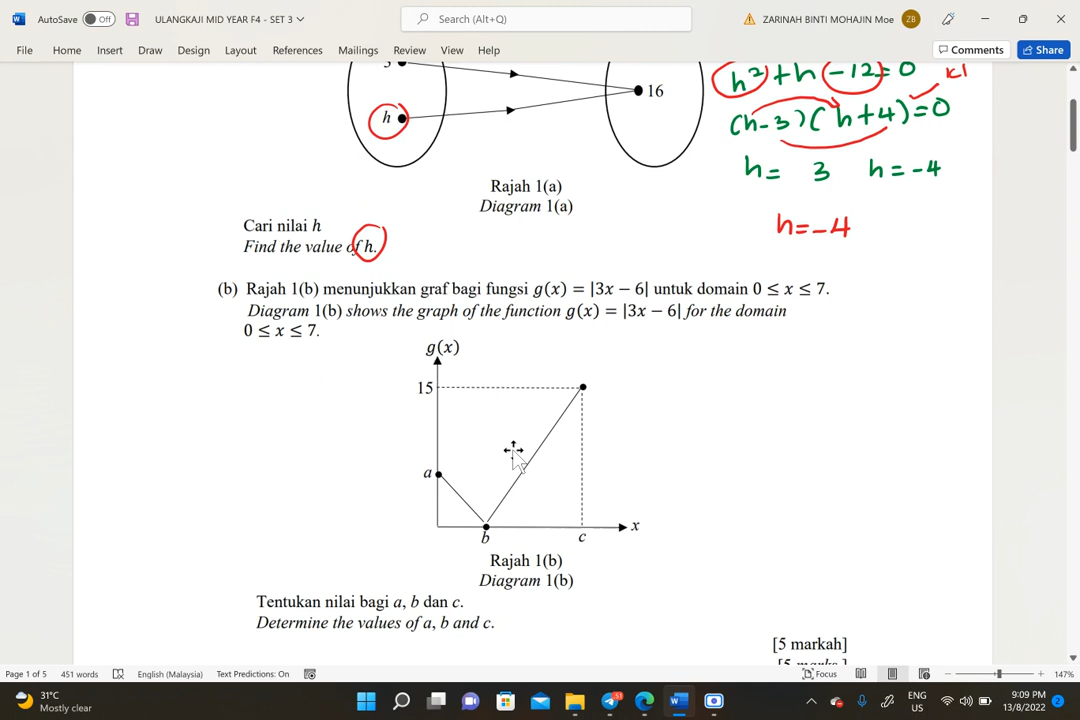 AutoSave Off ULANGKAJI MID YEAR F4 - SET 3 Search (Alt+Q) ZARINAH BINTI MOHAJIN Moe ZB
File Home Insert Draw Design Layout References Mailings Review View Help Comments Share
h² + h - 12 = 0 K1
16
(h-3)(h+4)=0
h
h = 3 h = -4
Rajah 1(a)
Diagram 1(a)
Cari nilai h
h = -4
Find the value of h.
(b) Rajah 1(b) menunjukkan graf bagi fungsi g(x) = |3x − 6| untuk domain 0 ≤ x ≤ 7.
Diagram 1(b) shows the graph of the function g(x) = |3x − 6| for the domain
0 ≤ x ≤ 7.
g(x)
15
a
x
b c
Rajah 1(b)
Diagram 1(b)
Tentukan nilai bagi a, b dan c.
Determine the values of a, b and c.
[5 markah]
Page 1 of 5 451 words English (Malaysia) Text Predictions: On Focus 147%
31°C
Mostly clear
ENG
US
9:09 PM
13/8/2022